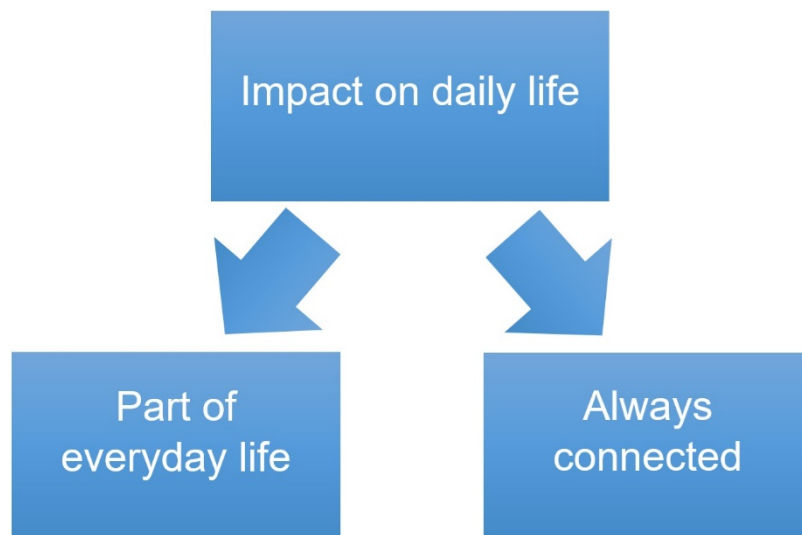 Impact on daily life
Part of
everyday life
Always
connected